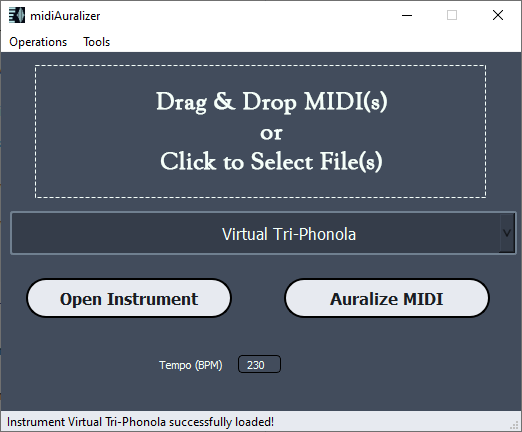 midiAuralizer
Operations Tools
Drag & Drop MIDI(s)
or
Click to Select File(s)
Virtual Tri-Phonola
Open Instrument Auralize MIDI
Tempo (BPM) 230
Instrument Virtual Tri-Phonola successfully loaded!